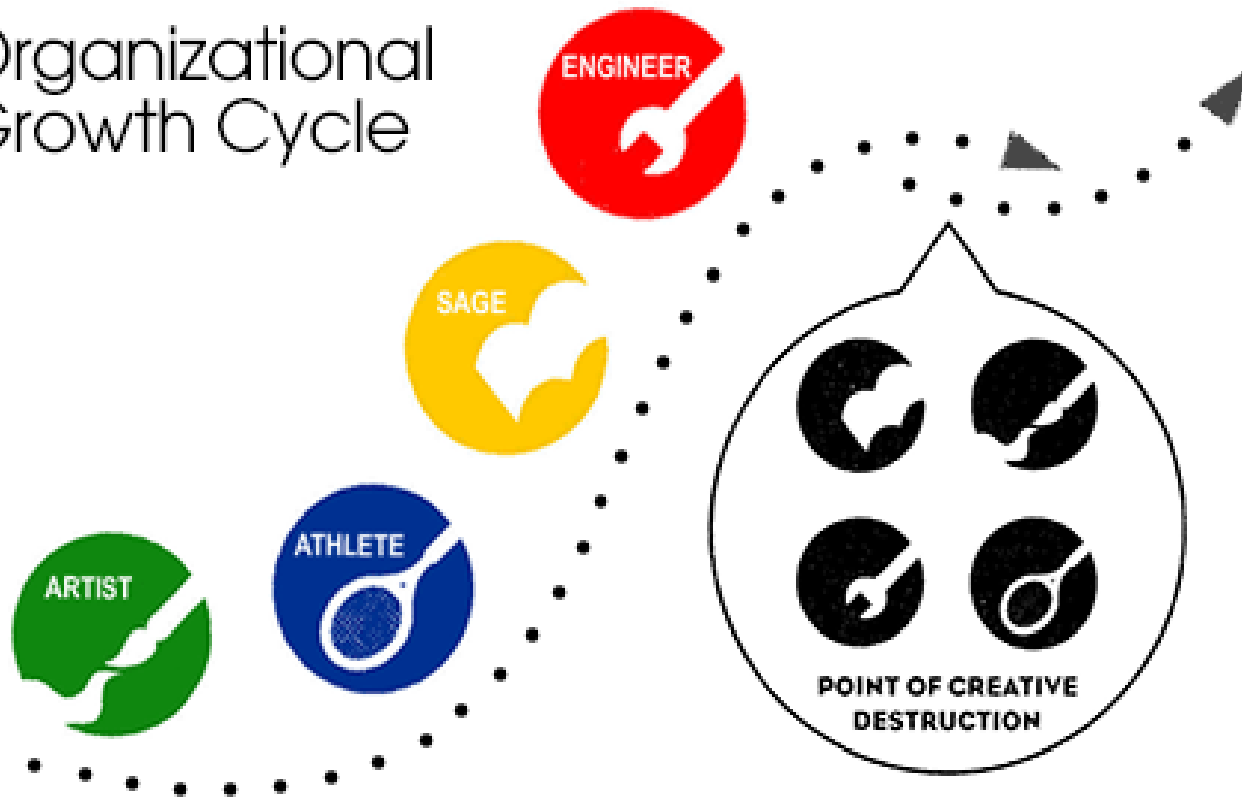 Organizational
Growth Cycle
ENGINEER
SAGE
ATHLETE
ARTIST
POINT OF CREATIVE
DESTRUCTION